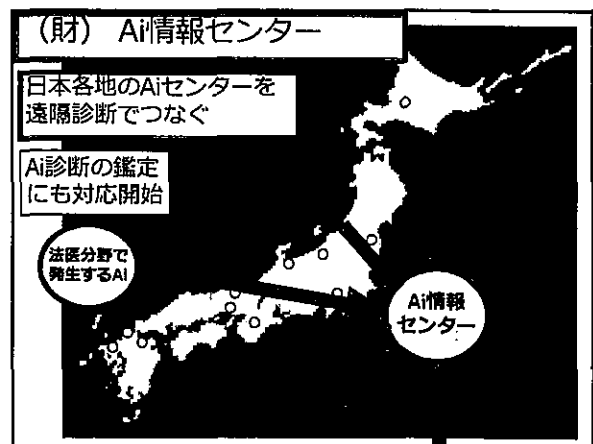 （財） Ai情報センター
日本各地のAiセンターを
遠隔診断でつなぐ
Ai診断の鑑定
にも対応開始
法医分野で
発生するAi
Ai情報
センター